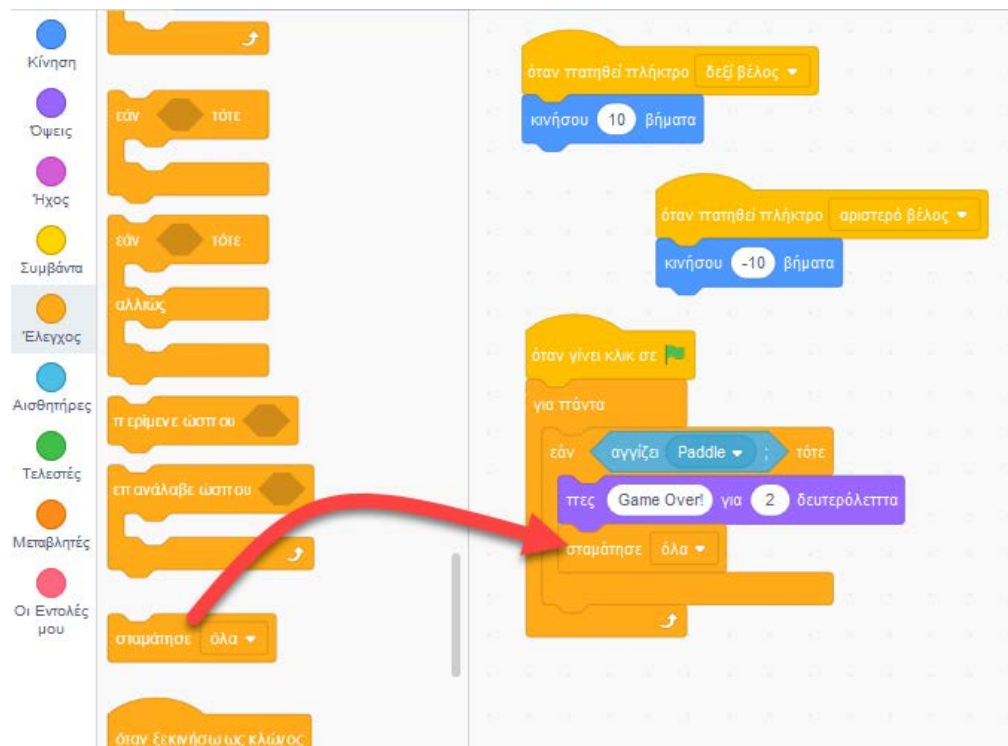 Κίνηση
Όψεις
Ήχος
Συμβάντα
Έλεγχος
Αισθητήρες
Τελεστές
Μεταβλητές
Οι Εντολές
μου
εάν τότε
εάν τότε
αλλιώς
περίμενε ώσπου
επανάλαβε ώσπου
σταμάτησε όλα
όταν ξεκινήσω ως κλώνος
όταν πατηθεί πλήκτρο δεξί βέλος
κινήσου 10 βήματα
όταν πατηθεί πλήκτρο αριστερό βέλος
κινήσου -10 βήματα
όταν γίνει κλικ σε
για πάντα
εάν αγγίζει Paddle ; τότε
πες Game Over! για 2 δευτερόλεπτα
σταμάτησε όλα